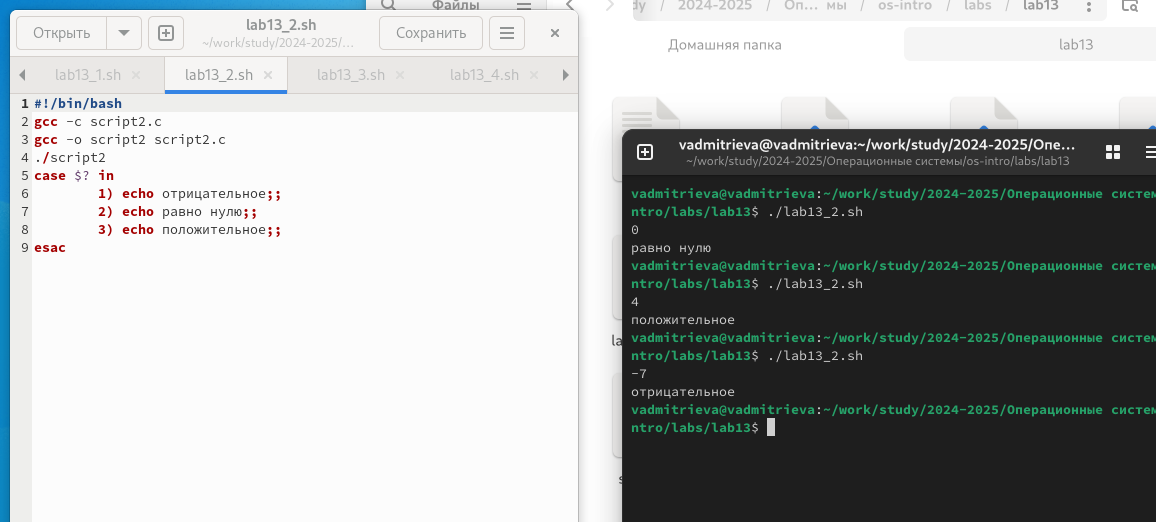 Файлы
Открыть
lab13_2.sh
~/work/study/2024-2025/…
Сохранить
lab13_1.sh
lab13_2.sh
lab13_3.sh
lab13_4.sh
1 #!/bin/bash
2 gcc -c script2.c
3 gcc -o script2 script2.c
4 ./script2
5 case $? in
6 1) echo отрицательное;;
7 2) echo равно нулю;;
8 3) echo положительное;;
9 esac
dy / 2024-2025 / Оп… мы / os-intro / labs / lab13
Домашняя папка
lab13
vadmitrieva@vadmitrieva:~/work/study/2024-2025/Опе…
~/work/study/2024-2025/Операционные системы/os-intro/labs/lab13
vadmitrieva@vadmitrieva:~/work/study/2024-2025/Операционные систем
ntro/labs/lab13$ ./lab13_2.sh
0
равно нулю
vadmitrieva@vadmitrieva:~/work/study/2024-2025/Операционные систем
ntro/labs/lab13$ ./lab13_2.sh
4
положительное
vadmitrieva@vadmitrieva:~/work/study/2024-2025/Операционные систем
ntro/labs/lab13$ ./lab13_2.sh
-7
отрицательное
vadmitrieva@vadmitrieva:~/work/study/2024-2025/Операционные систем
ntro/labs/lab13$